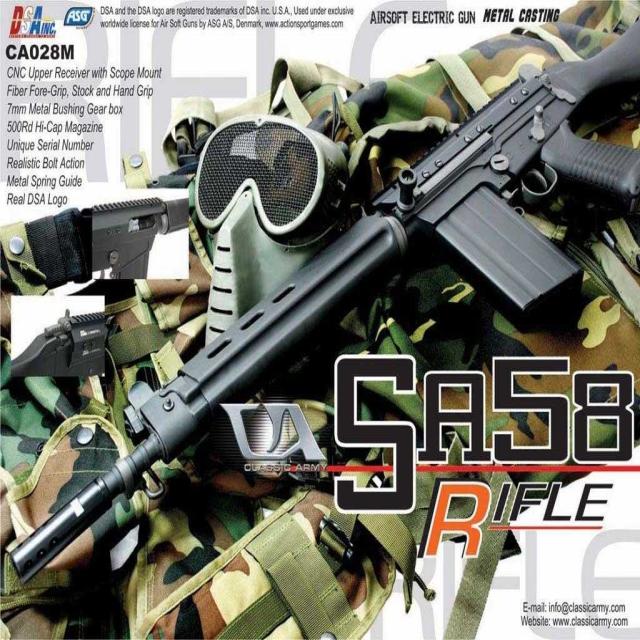 DSA INC.
ASG
DSA and the DSA logo are registered trademarks of DSA inc. U.S.A., Used under exclusive
worldwide license for Air Soft Guns by ASG A/S, Denmark, www.actionsportgames.com
AIRSOFT ELECTRIC GUN METAL CASTING
CA028M
CNC Upper Receiver with Scope Mount
Fiber Fore-Grip, Stock and Hand Grip
7mm Metal Bushing Gear box
500Rd Hi-Cap Magazine
Unique Serial Number
Realistic Bolt Action
Metal Spring Guide
Real DSA Logo
RIFLE
CLASSIC ARMY
SA58
RIFLE
RIFLE
E-mail: info@classicarmy.com
Website: www.classicarmy.com